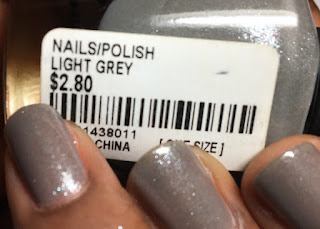 NAILS/POLISH
LIGHT GREY
$2.80
1438011
CHINA [ONE SIZE]